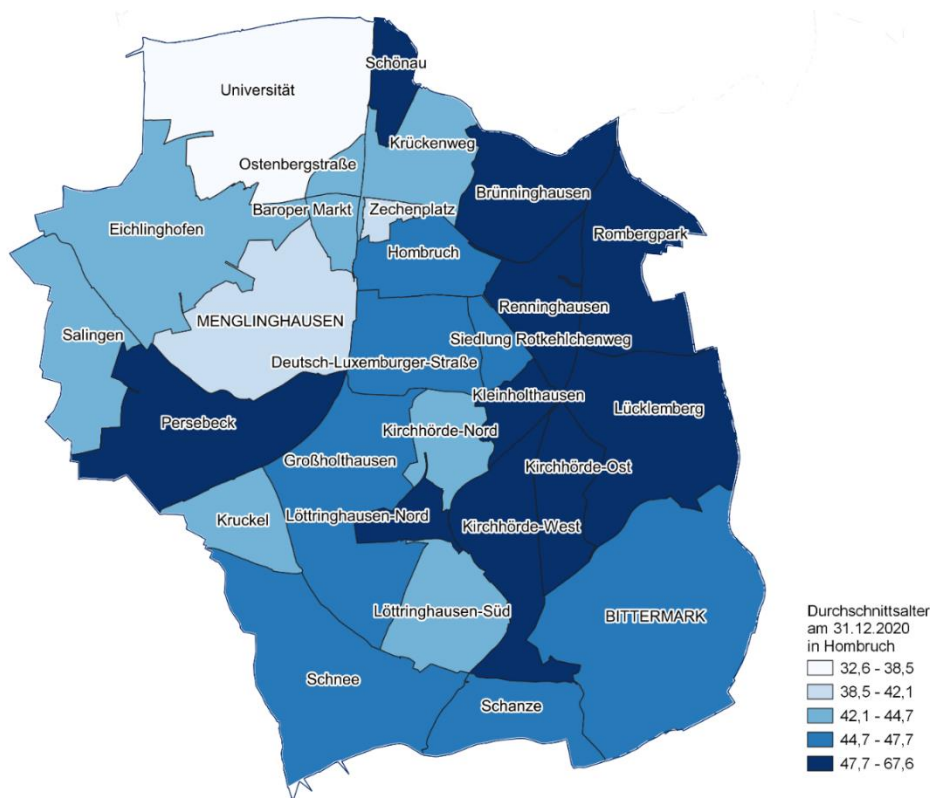 Schönau
Universität
Krückenweg
Ostenbergstraße
Brünninghausen
Baroper Markt
Zechenplatz
Eichlinghofen
Rombergpark
Hombruch
Renninghausen
MENGLINGHAUSEN
Salingen
Siedlung Rotkehlchenweg
Deutsch-Luxemburger-Straße
Kleinholthausen
Lücklemberg
Persebeck
Kirchhörde-Nord
Großholthausen
Kirchhörde-Ost
Kruckel
Löttringhausen-Nord
Kirchhörde-West
Löttringhausen-Süd
BITTERMARK
Schnee
Schanze
Durchschnittsalter
am 31.12.2020
in Hombruch
32,6 - 38,5
38,5 - 42,1
42,1 - 44,7
44,7 - 47,7
47,7 - 67,6